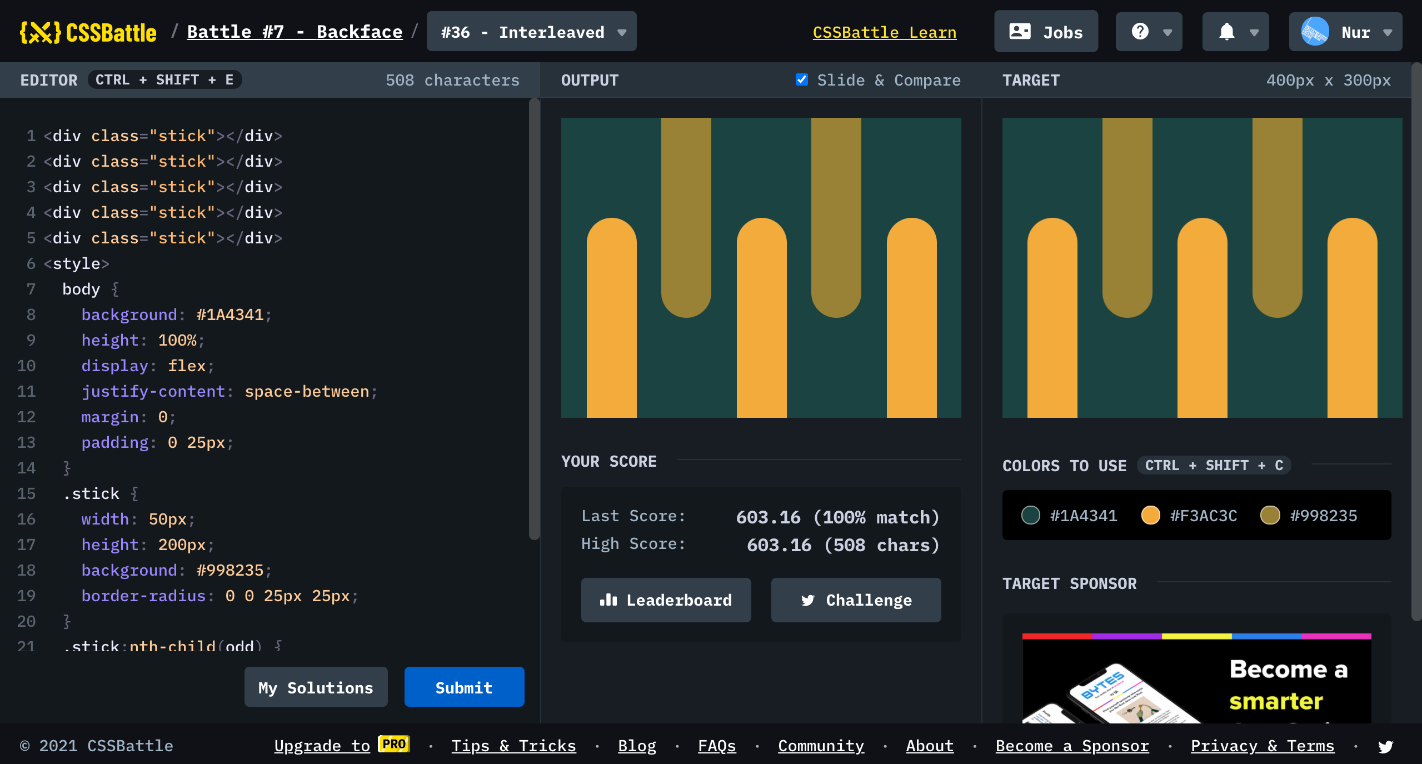 {X} CSSBattle / Battle #7 - Backface / #36 - Interleaved CSSBattle Learn Jobs Nur
EDITOR CTRL + SHIFT + E 508 characters
1 <div class="stick"></div>
2 <div class="stick"></div>
3 <div class="stick"></div>
4 <div class="stick"></div>
5 <div class="stick"></div>
6 <style>
7 body {
8 background: #1A4341;
9 height: 100%;
10 display: flex;
11 justify-content: space-between;
12 margin: 0;
13 padding: 0 25px;
14 }
15 .stick {
16 width: 50px;
17 height: 200px;
18 background: #998235;
19 border-radius: 0 0 25px 25px;
20 }
21 .stick:nth-child(odd) {
My Solutions Submit
OUTPUT Slide & Compare
YOUR SCORE
Last Score: 603.16 (100% match)
High Score: 603.16 (508 chars)
Leaderboard Challenge
TARGET 400px x 300px
COLORS TO USE CTRL + SHIFT + C
#1A4341 #F3AC3C #998235
TARGET SPONSOR
BYTES
Become a
smarter
© 2021 CSSBattle Upgrade to PRO · Tips & Tricks · Blog · FAQs · Community · About · Become a Sponsor · Privacy & Terms ·